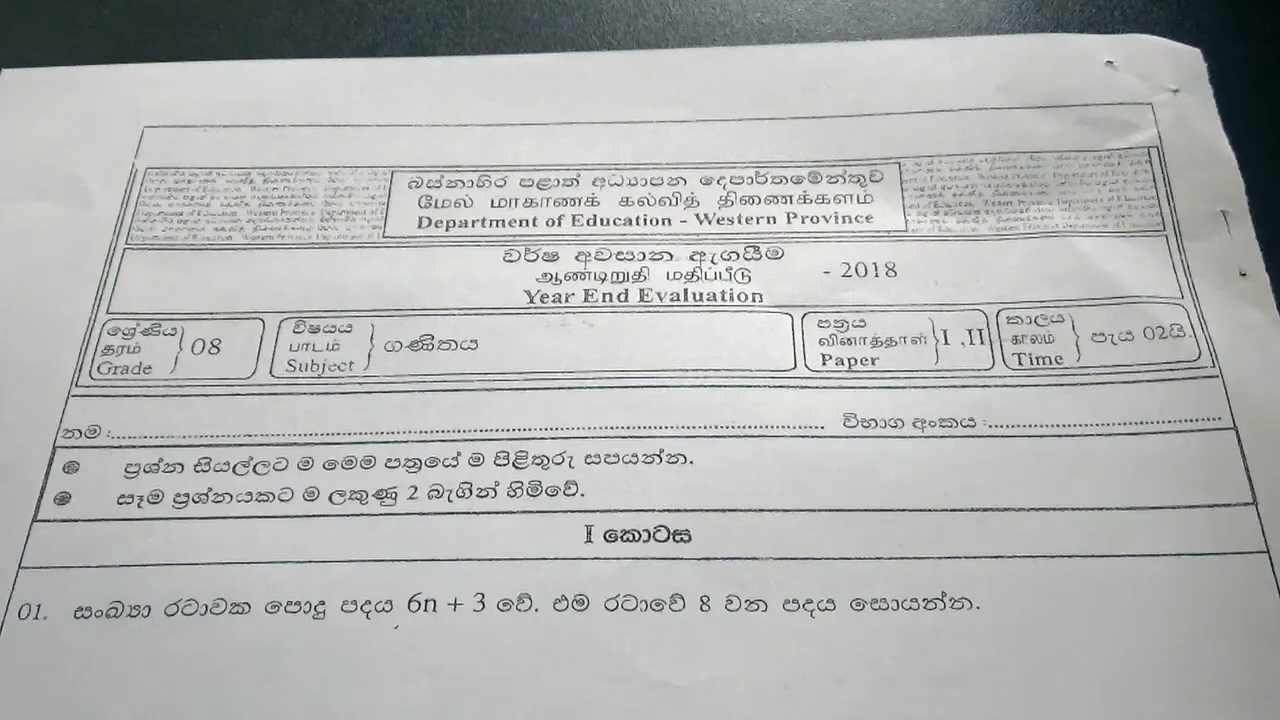 බස්නාහිර පළාත් අධ්‍යාපන දෙපාර්තමේන්තුව
மேல் மாகாணக் கல்வித் திணைக்களம்
Department of Education - Western Province
වර්ෂ අවසාන ඇගයීම
ஆண்டிறுதி மதிப்பீடு - 2018
Year End Evaluation
ශ්‍රේණිය
தரம் 08
Grade
විෂයය
பாடம் ගණිතය
Subject
පත්‍රය
வினாத்தாள் I ,II
Paper
කාලය
காலம் පැය 02යි.
Time
නම :
විභාග අංකය :
ප්‍රශ්න සියල්ලට ම මෙම පත්‍රයේ ම පිළිතුරු සපයන්න.
සෑම ප්‍රශ්නයකට ම ලකුණු 2 බැගින් හිමිවේ.
I කොටස
01. සංඛ්‍යා රටාවක පොදු පදය 6n + 3 වේ. එම රටාවේ 8 වන පදය සොයන්න.